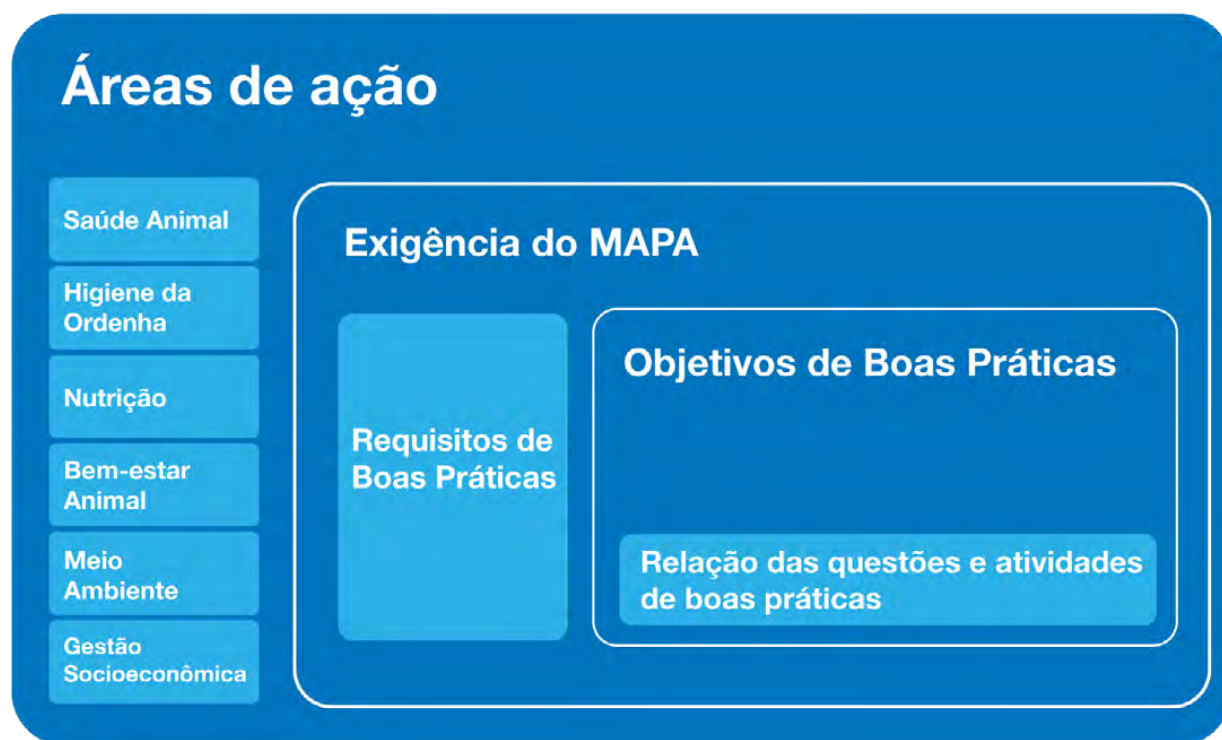 Áreas de ação
Saúde Animal
Higiene da
Ordenha
Nutrição
Bem-estar
Animal
Meio
Ambiente
Gestão
Socioeconômica
Exigência do MAPA
Requisitos de
Boas Práticas
Objetivos de Boas Práticas
Relação das questões e atividades
de boas práticas